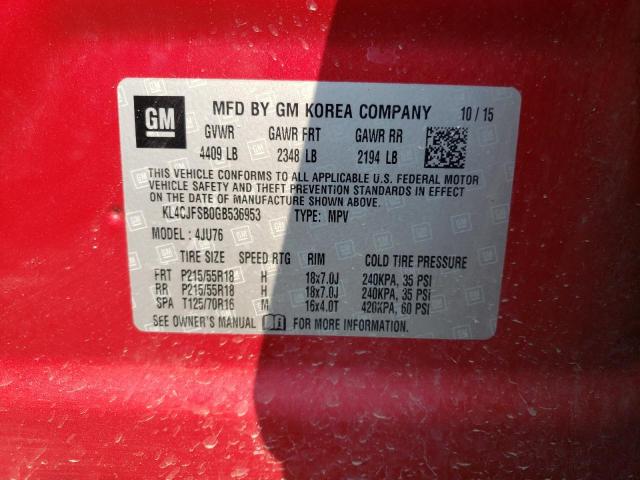 GM MFD BY GM KOREA COMPANY 10 / 15
GVWR GAWR FRT GAWR RR
4409 LB 2348 LB 2194 LB
THIS VEHICLE CONFORMS TO ALL APPLICABLE U.S. FEDERAL MOTOR
VEHICLE SAFETY AND THEFT PREVENTION STANDARDS IN EFFECT
ON THE DATE OF MANUFACTURE SHOWN ABOVE.
KL4CJFSB0GB536953 TYPE: MPV
MODEL: 4JU76
TIRE SIZE SPEED RTG RIM COLD TIRE PRESSURE
FRT P215/55R18 H 18x7.0J 240KPA, 35 PSI
RR P215/55R18 H 18x7.0J 240KPA, 35 PSI
SPA T125/70R16 M 16x4.0T 420KPA, 60 PSI
SEE OWNER'S MANUAL FOR MORE INFORMATION.